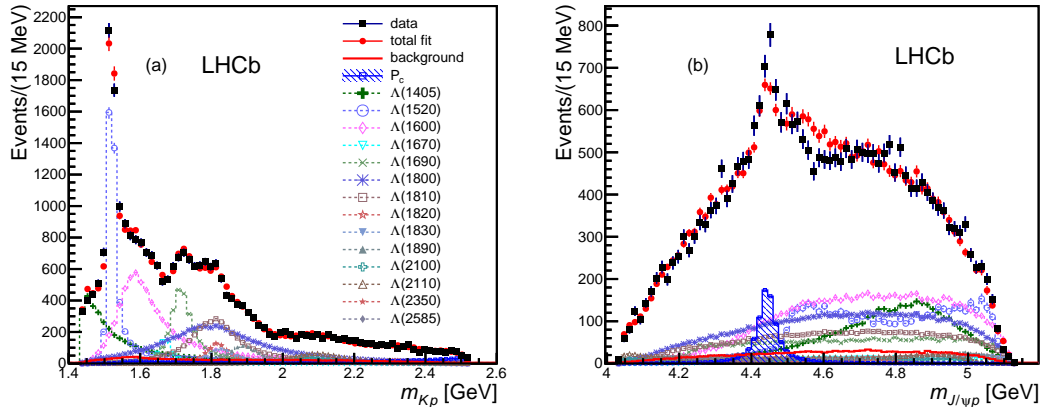 Events/(15 MeV)
2200
2000
1800
1600
1400
1200
1000
800
600
400
200
0
1.4 1.6 1.8 2 2.2 2.4 2.6
m_{Kp} [GeV]
(a)
LHCb
data
total fit
background
P_c
Λ(1405)
Λ(1520)
Λ(1600)
Λ(1670)
Λ(1690)
Λ(1800)
Λ(1810)
Λ(1820)
Λ(1830)
Λ(1890)
Λ(2100)
Λ(2110)
Λ(2350)
Λ(2585)
Events/(15 MeV)
800
700
600
500
400
300
200
100
0
4 4.2 4.4 4.6 4.8 5
m_{J/ψp} [GeV]
(b)
LHCb